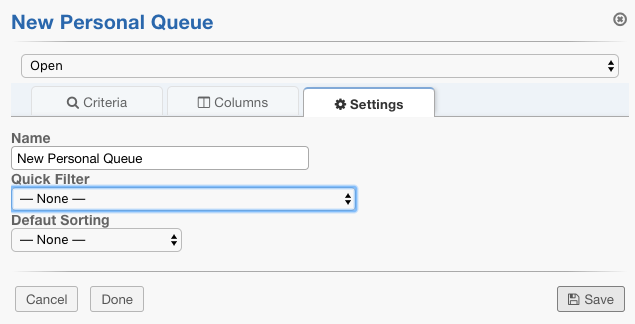 New Personal Queue
Open
Criteria
Columns
Settings
Name
New Personal Queue
Quick Filter
— None —
Defaut Sorting
— None —
Cancel
Done
Save